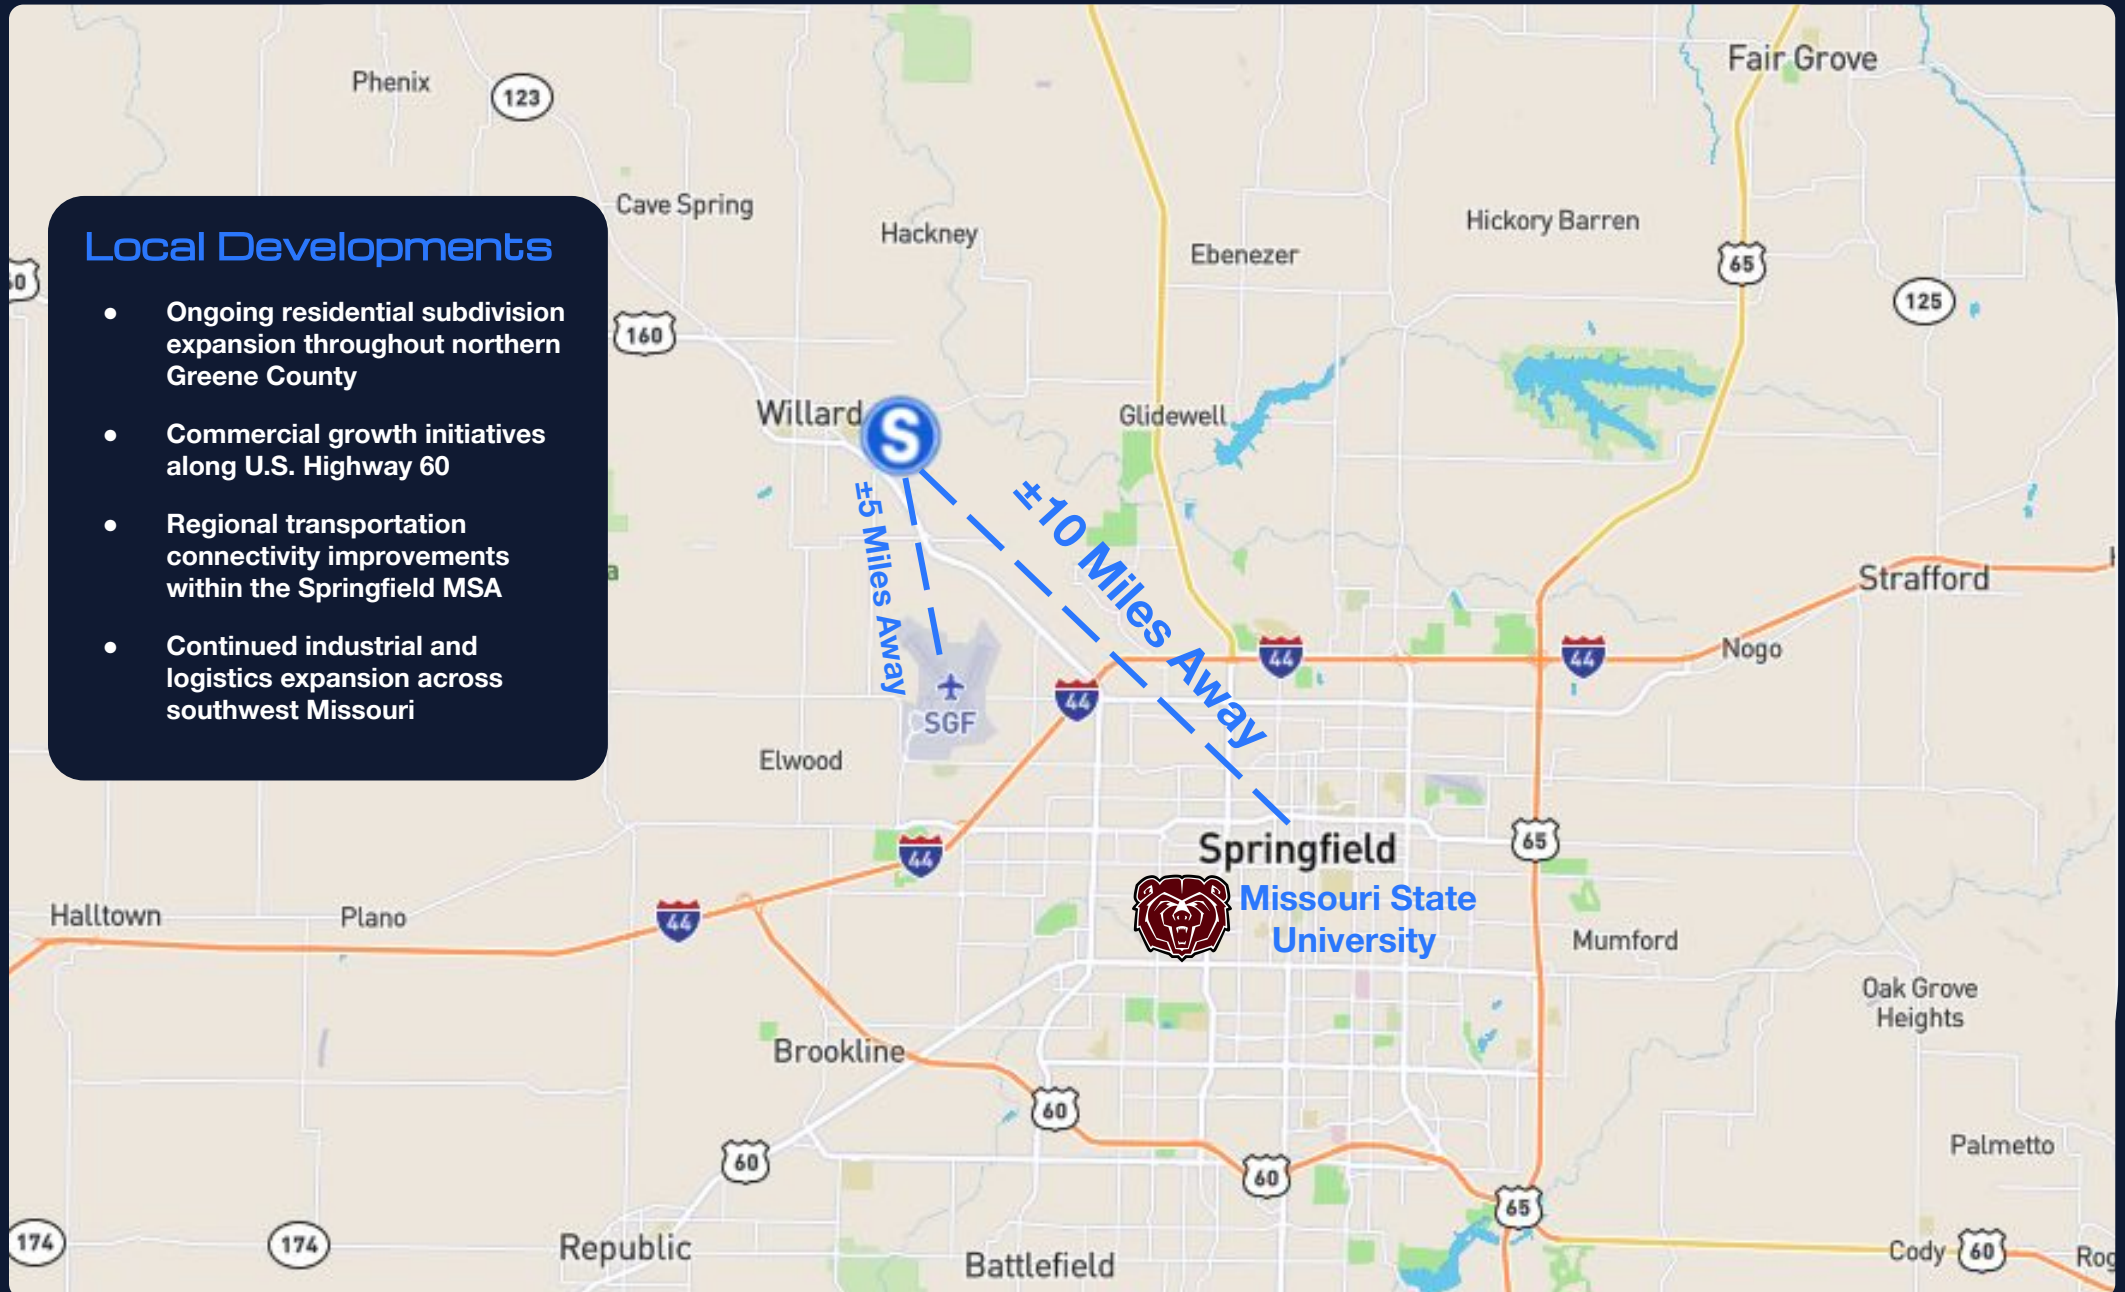 Phenix
123
Fair Grove
Cave Spring
Hackney
Ebenezer
Hickory Barren
65
125
160
Local Developments
● Ongoing residential subdivision
expansion throughout northern
Greene County
● Commercial growth initiatives
along U.S. Highway 60
● Regional transportation
connectivity improvements
within the Springfield MSA
● Continued industrial and
logistics expansion across
southwest Missouri
Willard
S
Glidewell
±5 Miles Away
±10 Miles Away
Strafford
Nogo
44
44
44
SGF
Elwood
44
44
Springfield
65
Missouri State
University
Halltown
Plano
Mumford
Oak Grove
Heights
Brookline
60
60
60
65
Palmetto
174
174
Republic
Battlefield
Cody
60
Rog